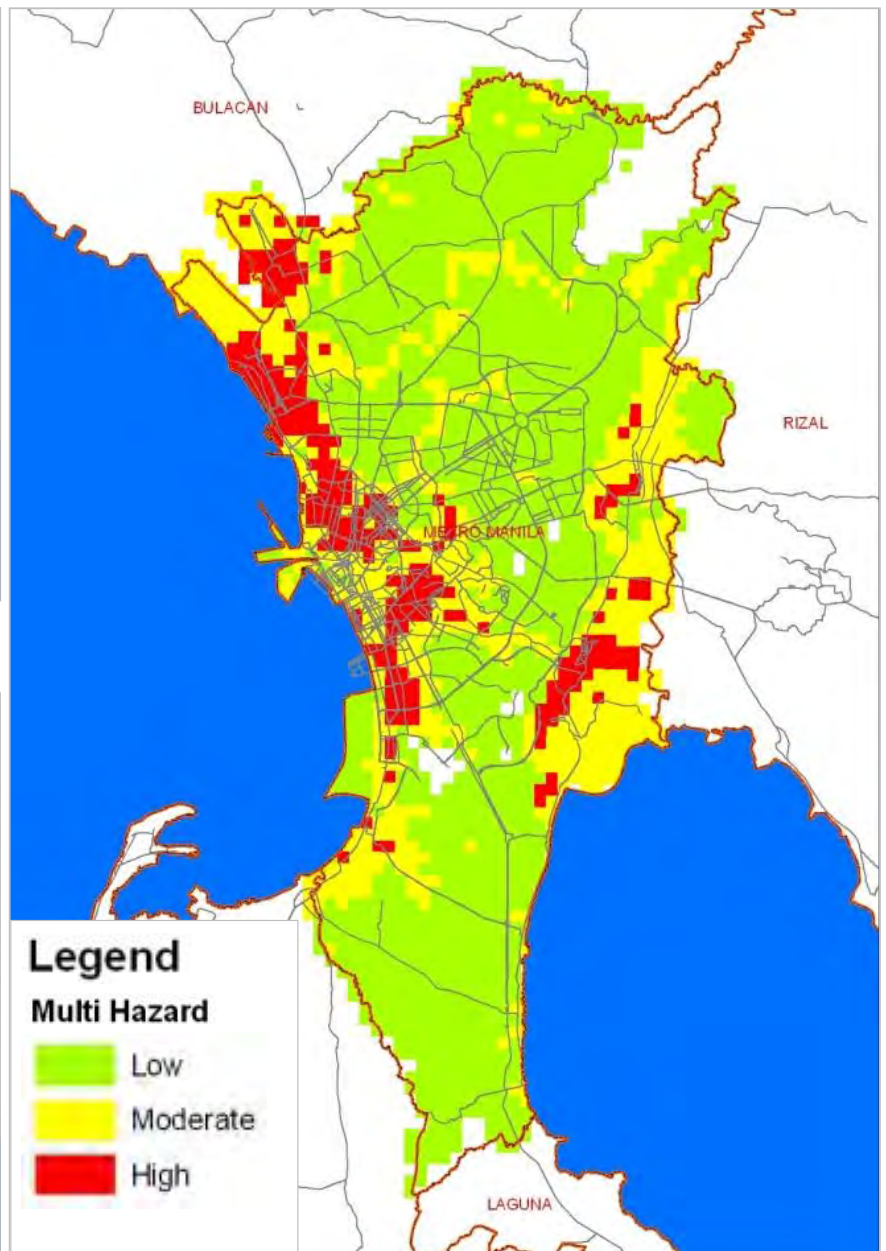 BULACAN
RIZAL
METRO MANILA
Legend
Multi Hazard
Low
Moderate
High
LAGUNA